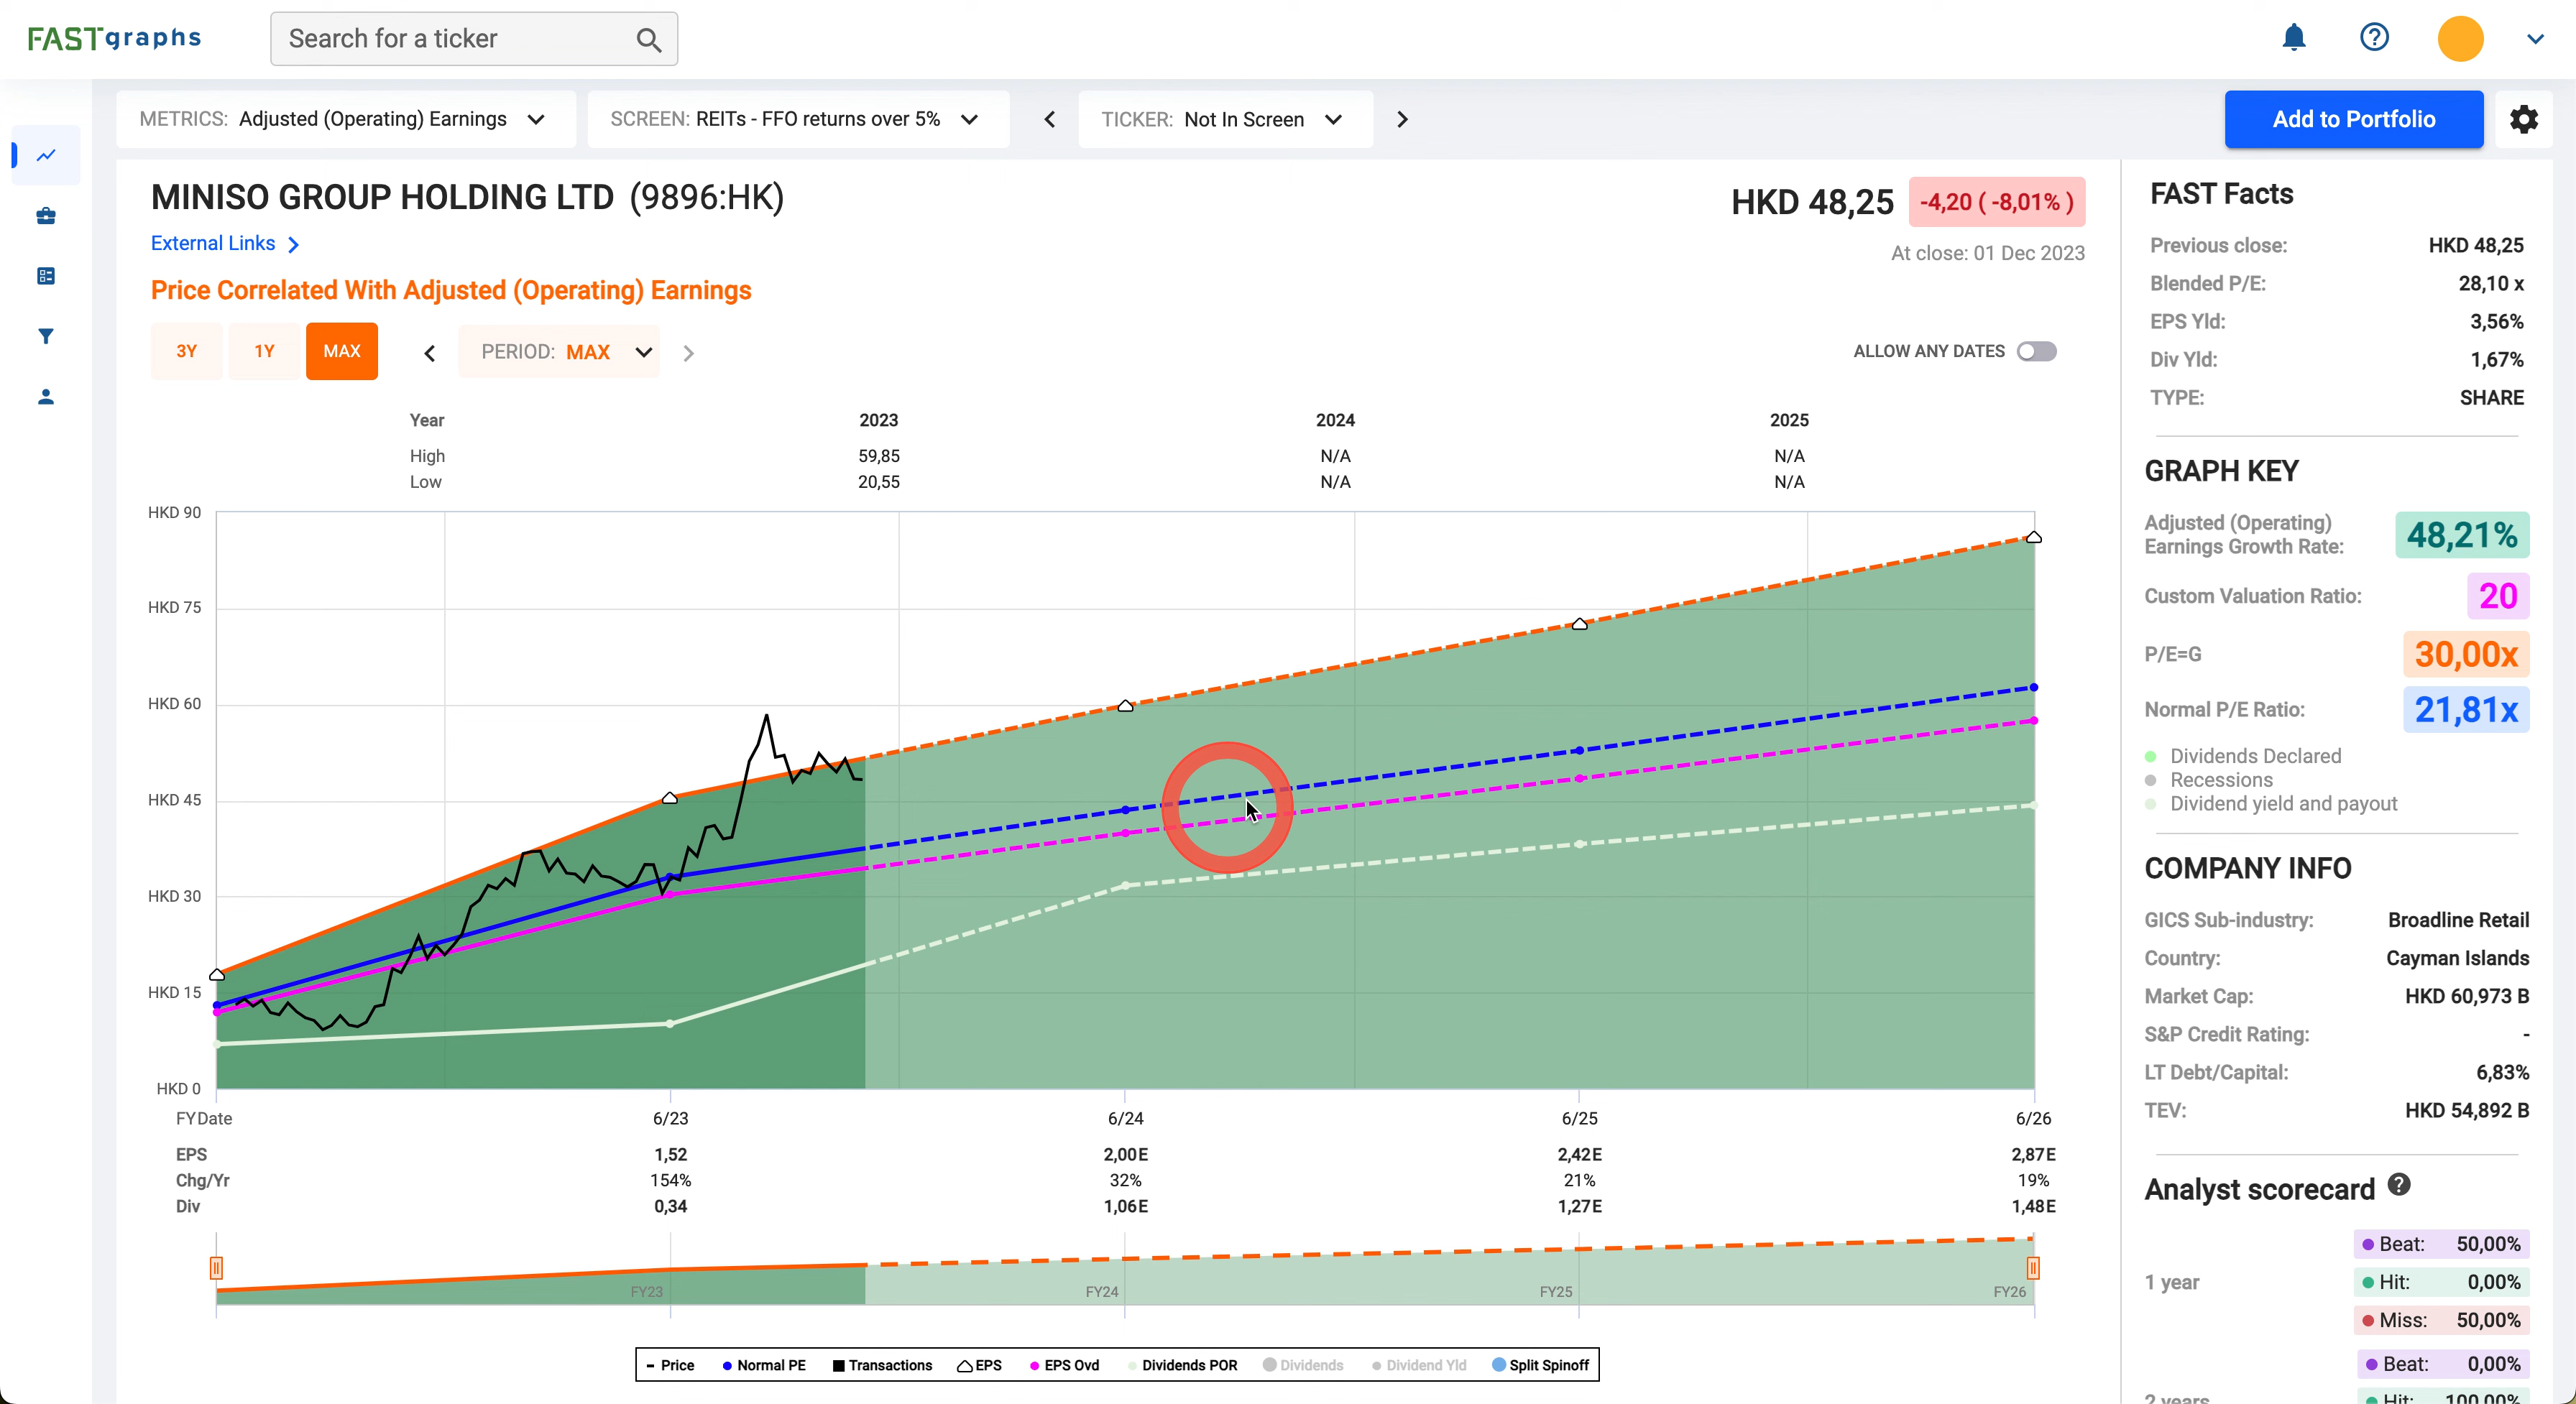 FASTgraphs
Search for a ticker
METRICS: Adjusted (Operating) Earnings
SCREEN: REITs - FFO returns over 5%
TICKER: Not In Screen
Add to Portfolio
MINISO GROUP HOLDING LTD (9896:HK)
HKD 48,25
-4,20 ( -8,01% )
External Links
At close: 01 Dec 2023
Price Correlated With Adjusted (Operating) Earnings
3Y 1Y MAX
PERIOD: MAX
ALLOW ANY DATES
Year 2023 2024 2025
High 59,85 N/A N/A
Low 20,55 N/A N/A
HKD 90
HKD 75
HKD 60
HKD 45
HKD 30
HKD 15
HKD 0
FY Date 6/23 6/24 6/25 6/26
EPS 1,52 2,00E 2,42E 2,87E
Chg/Yr 154% 32% 21% 19%
Div 0,34 1,06E 1,27E 1,48E
FY23 FY24 FY25 FY26
Price Normal PE Transactions EPS EPS Ovd Dividends POR Dividends Dividend Yld Split Spinoff
FAST Facts
Previous close: HKD 48,25
Blended P/E: 28,10 x
EPS Yld: 3,56%
Div Yld: 1,67%
TYPE: SHARE
GRAPH KEY
Adjusted (Operating)
Earnings Growth Rate: 48,21%
Custom Valuation Ratio: 20
P/E=G 30,00x
Normal P/E Ratio: 21,81x
Dividends Declared
Recessions
Dividend yield and payout
COMPANY INFO
GICS Sub-industry: Broadline Retail
Country: Cayman Islands
Market Cap: HKD 60,973 B
S&P Credit Rating: -
LT Debt/Capital: 6,83%
TEV: HKD 54,892 B
Analyst scorecard
Beat: 50,00%
1 year Hit: 0,00%
Miss: 50,00%
Beat: 0,00%
2 years Hit: 100,00%